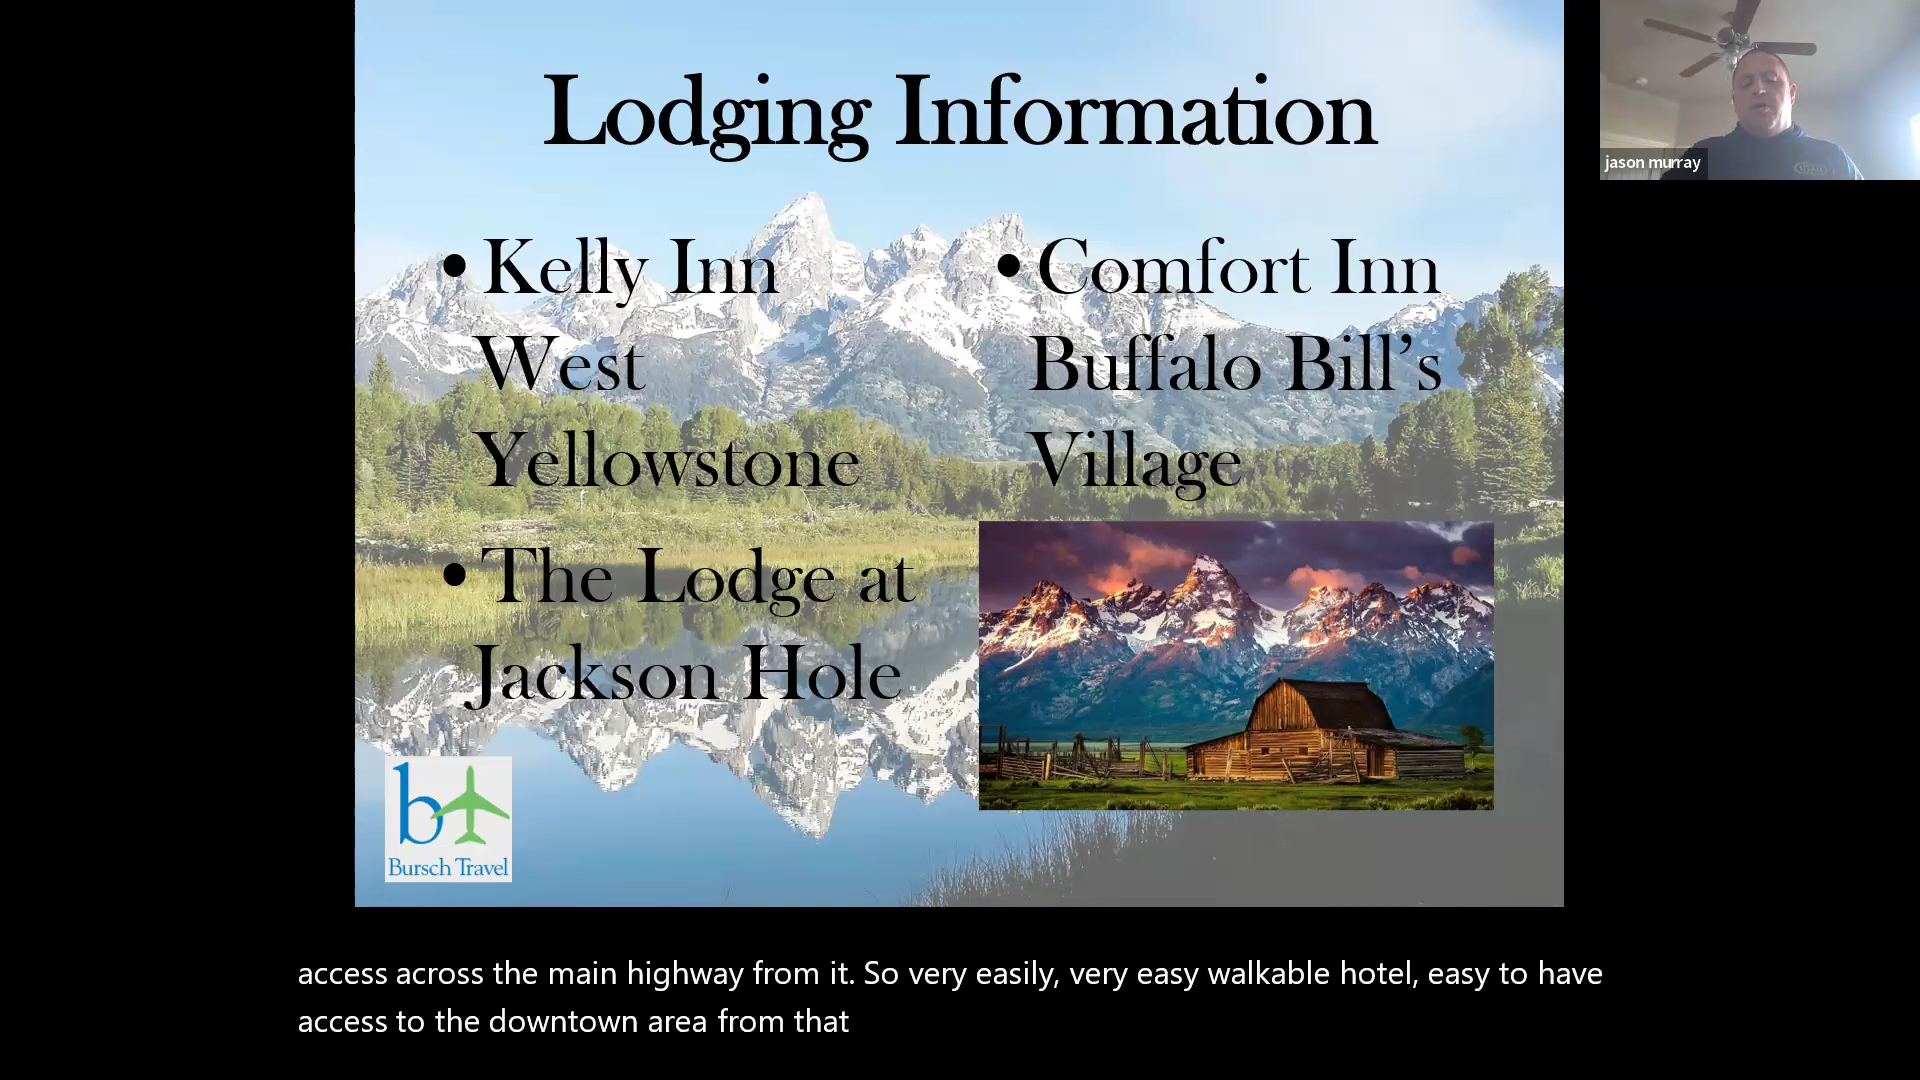 Lodging Information
• Kelly Inn
West
Yellowstone
• The Lodge at
Jackson Hole
• Comfort Inn
Buffalo Bill’s
Village
b
Bursch Travel
jason murray
access across the main highway from it. So very easily, very easy walkable hotel, easy to have
access to the downtown area from that